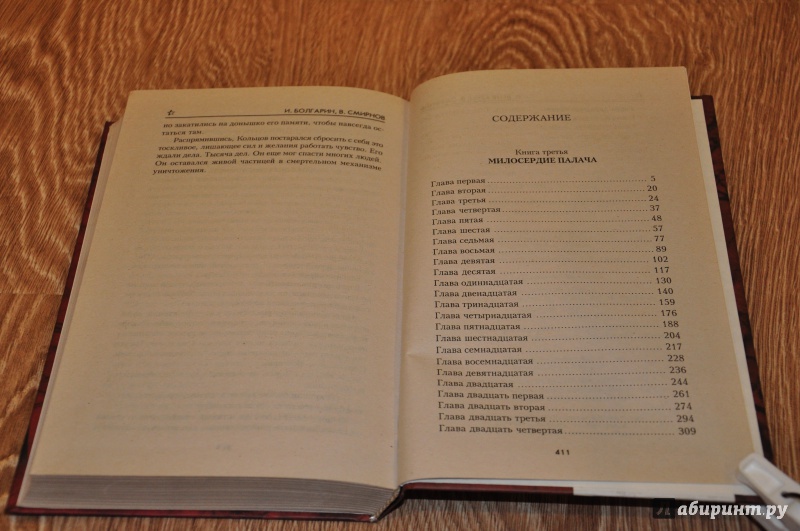 И. БОЛГАРИН, В. СМИРНОВ
но закатились на донышко его памяти, чтобы навсегда ос-
таться там.
Распрямившись, Кольцов постарался сбросить с себя это
тоскливое, лишающее сил и желания работать чувство. Его
ждали дела. Тысяча дел. Он еще мог спасти многих людей.
Он оставался живой частицей в смертельном механизме
уничтожения.
СОДЕРЖАНИЕ
Книга третья
МИЛОСЕРДИЕ ПАЛАЧА
Глава первая 5
Глава вторая 20
Глава третья 24
Глава четвертая 37
Глава пятая 48
Глава шестая 57
Глава седьмая 77
Глава восьмая 89
Глава девятая 102
Глава десятая 117
Глава одиннадцатая 130
Глава двенадцатая 140
Глава тринадцатая 159
Глава четырнадцатая 176
Глава пятнадцатая 188
Глава шестнадцатая 204
Глава семнадцатая 217
Глава восемнадцатая 228
Глава девятнадцатая 236
Глава двадцатая 244
Глава двадцать первая 261
Глава двадцать вторая 274
Глава двадцать третья 294
Глава двадцать четвертая 309
411
Лабиринт.ру